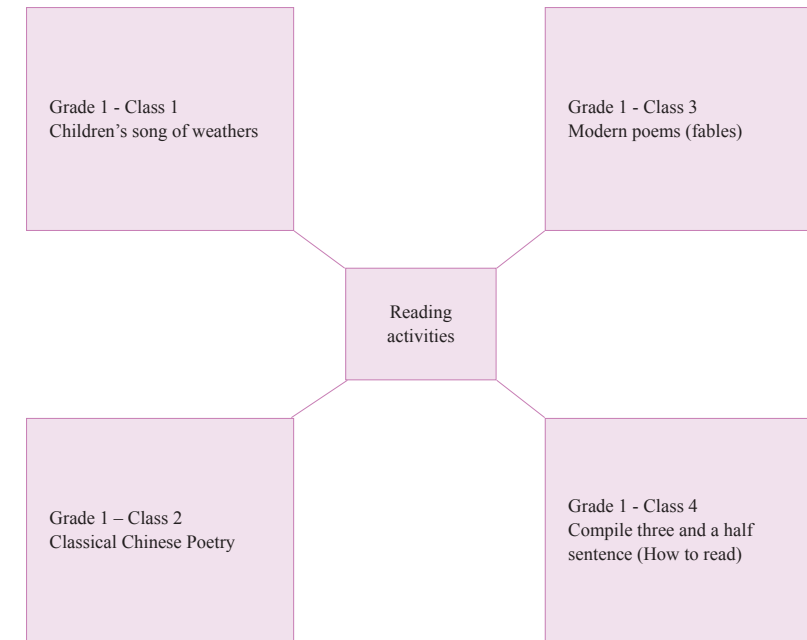 Grade 1 - Class 1
Children’s song of weathers
Grade 1 - Class 3
Modern poems (fables)
Reading
activities
Grade 1 – Class 2
Classical Chinese Poetry
Grade 1 - Class 4
Compile three and a half
sentence (How to read)